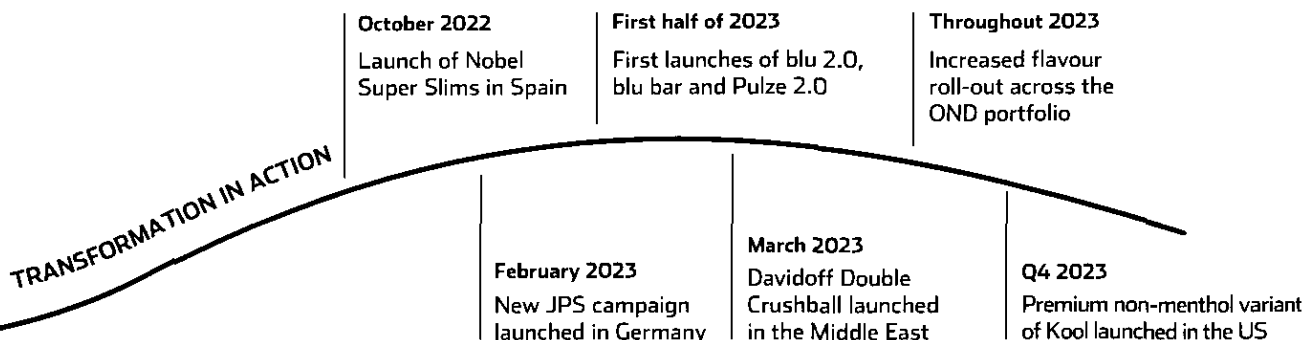 TRANSFORMATION IN ACTION
October 2022
Launch of Nobel
Super Slims in Spain
February 2023
New JPS campaign
launched in Germany
First half of 2023
First launches of blu 2.0,
blu bar and Pulze 2.0
March 2023
Davidoff Double
Crushball launched
in the Middle East
Throughout 2023
Increased flavour
roll-out across the
OND portfolio
Q4 2023
Premium non-menthol variant
of Kool launched in the US